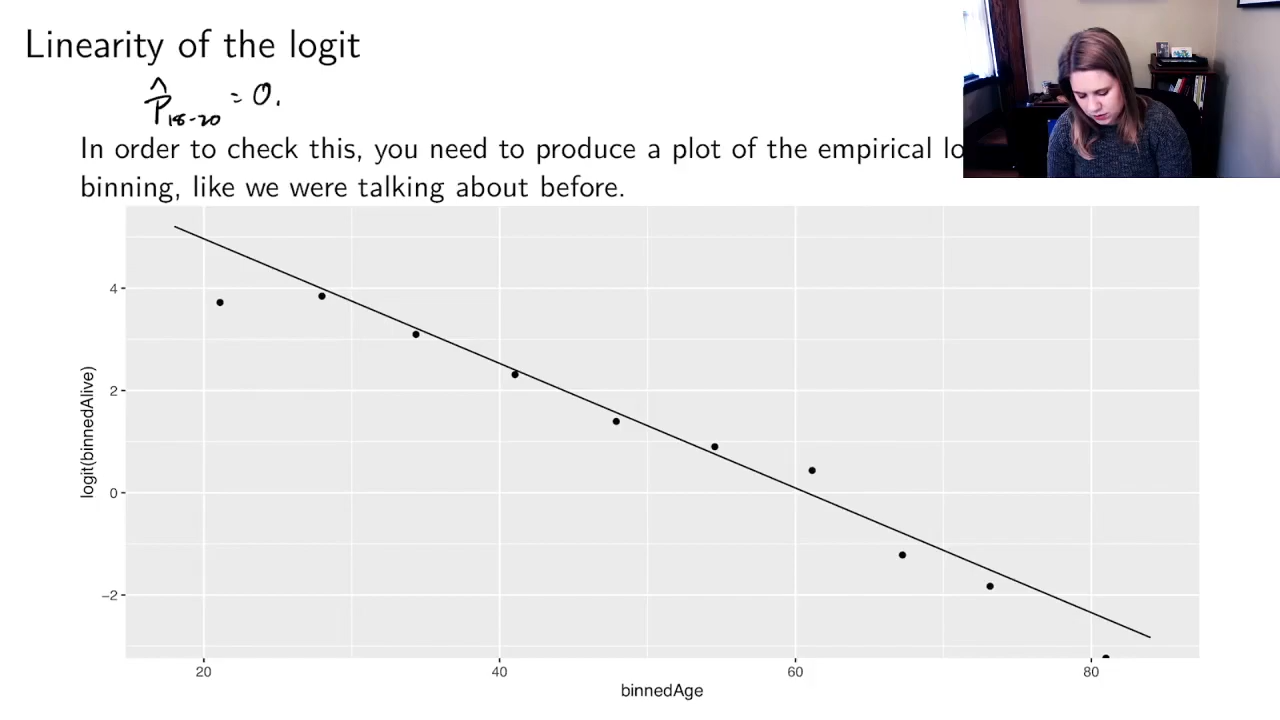 Linearity of the logit
P̂18-20 = 0.
In order to check this, you need to produce a plot of the empirical lo
binning, like we were talking about before.
4
2
0
−2
logit(binnedAlive)
20 40 60 80
binnedAge